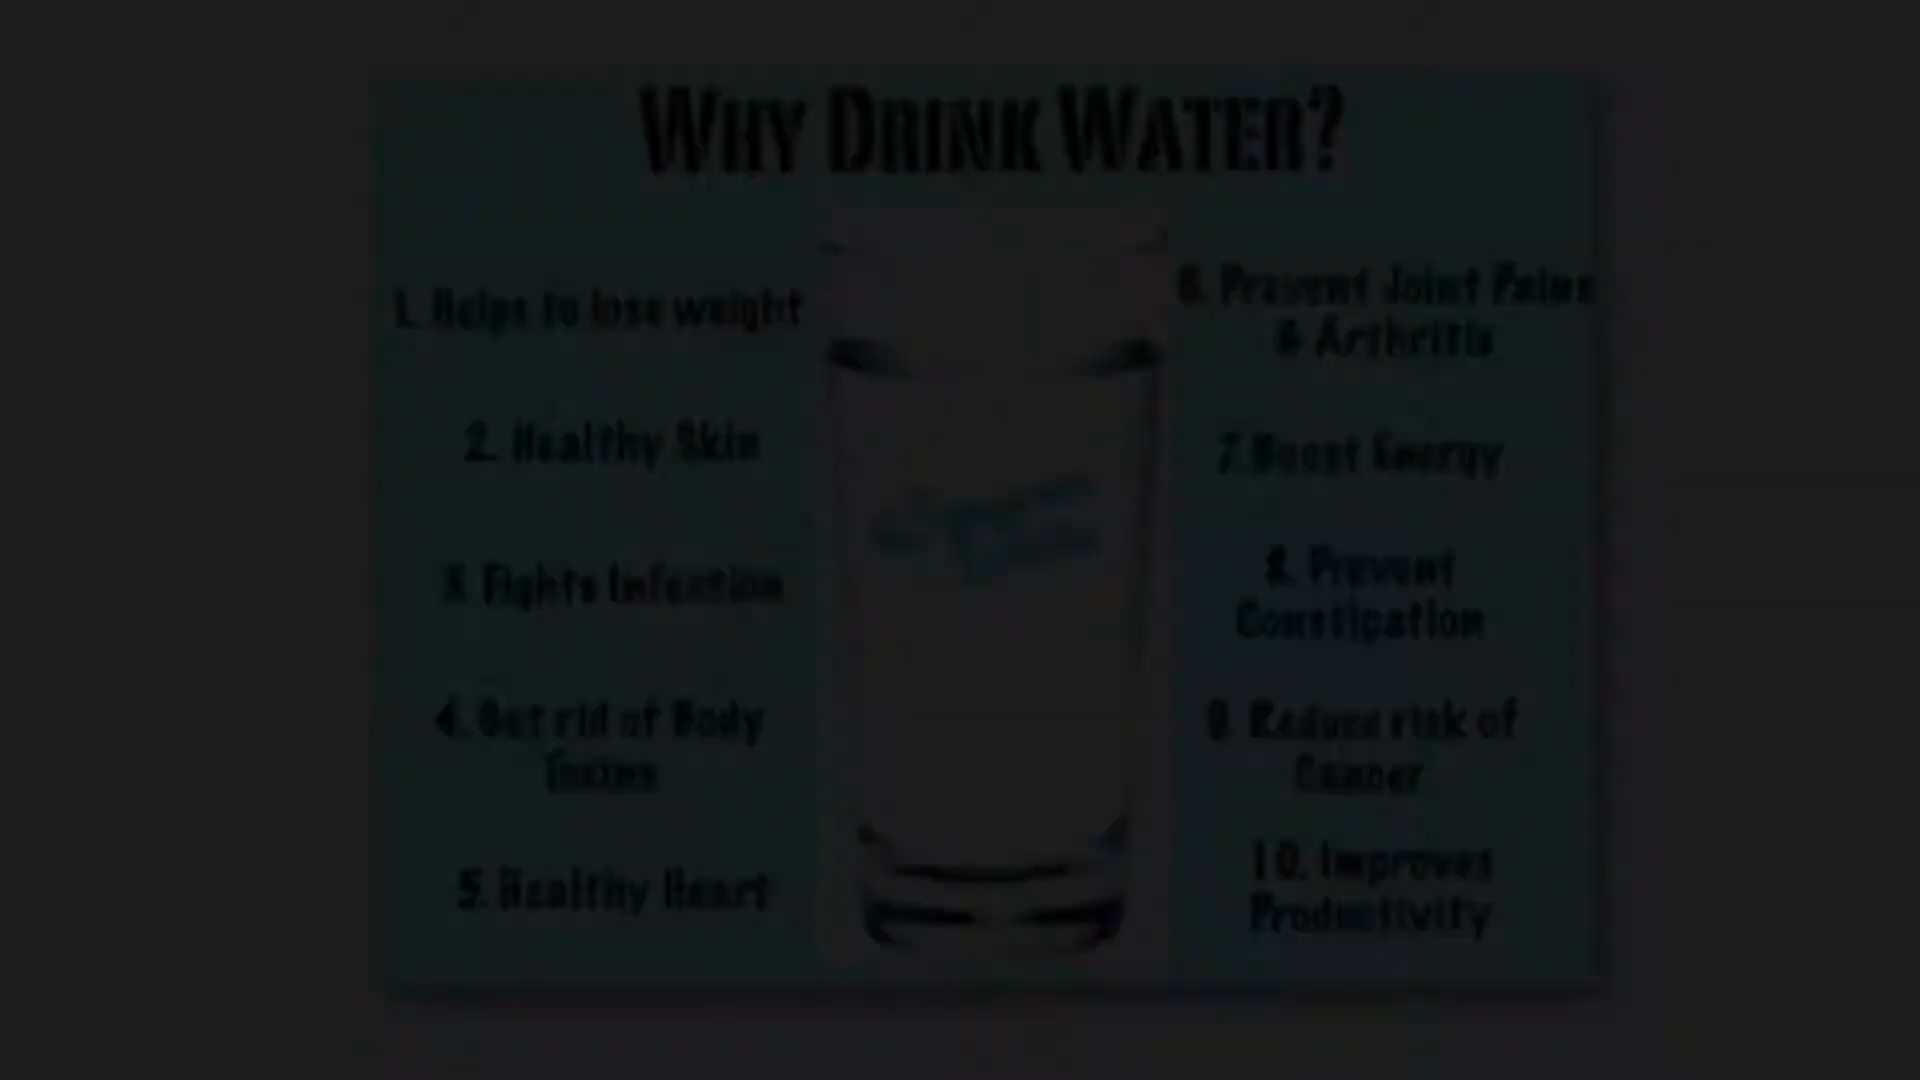 WHY DRINK WATER?
1. Helps to lose weight
2. Healthy Skin
3. Fights Infection
4. Get rid of Body
Toxins
5. Healthy Heart
6. Prevent Joint Pains
& Arthritis
7. Boost Energy
8. Prevent
Constipation
9. Reduce risk of
Cancer
10. Improves
Productivity